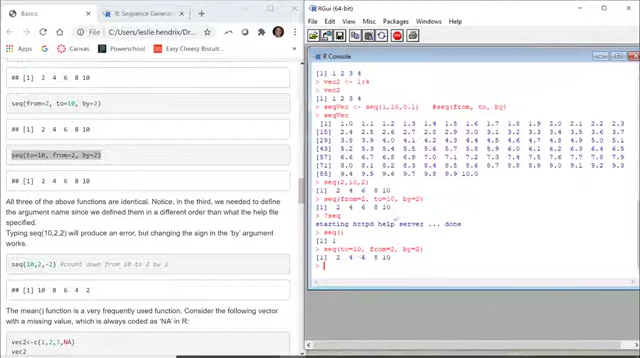 Basics
R: Sequence Generat
File | C:/Users/leslie.hendrix/Dr...
Apps
Canvas
Powerschool
Easy Cheesy Biscuit...
## [1]  2  4  6  8 10
seq(from=2, to=10, by=2)
## [1]  2  4  6  8 10
seq(to=10, from=2, by=2)
## [1]  2  4  6  8 10
All three of the above functions are identical. Notice, in the third, we needed to define
the argument name since we defined them in a different order than what the help file
specified.
Typing seq(10,2,2) will produce an error, but changing the sign in the 'by' argument
works.
seq(10,2,-2) #count down from 10 to 2 by 2
## [1] 10  8  6  4  2
The mean() function is a very frequently used function. Consider the following vector
with a missing value, which is always coded as 'NA' in R:
vec2<-c(1,2,3,NA)
vec2
RGui (64-bit)
File Edit View Misc Packages Windows Help
R Console
[1] 1 2 3 4
> vec2 <- 1:4
> vec2
[1] 1 2 3 4
> seqVec <- seq(1,10,0.1)   #seq(from, to, by)
> seqVec
[1]  1.0  1.1  1.2  1.3  1.4  1.5  1.6  1.7  1.8  1.9  2.0  2.1  2.2  2.3
[15]  2.4  2.5  2.6  2.7  2.8  2.9  3.0  3.1  3.2  3.3  3.4  3.5  3.6  3.7
[29]  3.8  3.9  4.0  4.1  4.2  4.3  4.4  4.5  4.6  4.7  4.8  4.9  5.0  5.1
[43]  5.2  5.3  5.4  5.5  5.6  5.7  5.8  5.9  6.0  6.1  6.2  6.3  6.4  6.5
[57]  6.6  6.7  6.8  6.9  7.0  7.1  7.2  7.3  7.4  7.5  7.6  7.7  7.8  7.9
[71]  8.0  8.1  8.2  8.3  8.4  8.5  8.6  8.7  8.8  8.9  9.0  9.1  9.2  9.3
[85]  9.4  9.5  9.6  9.7  9.8  9.9 10.0
> seq(2,10,2)
[1]  2  4  6  8 10
> seq(from=2, to=10, by=2)
[1]  2  4  6  8 10
> ?seq
starting httpd help server ... done
> seq()
[1] 1
> seq(to=10, from=2, by=2)
[1]  2  4  6  8 10
>